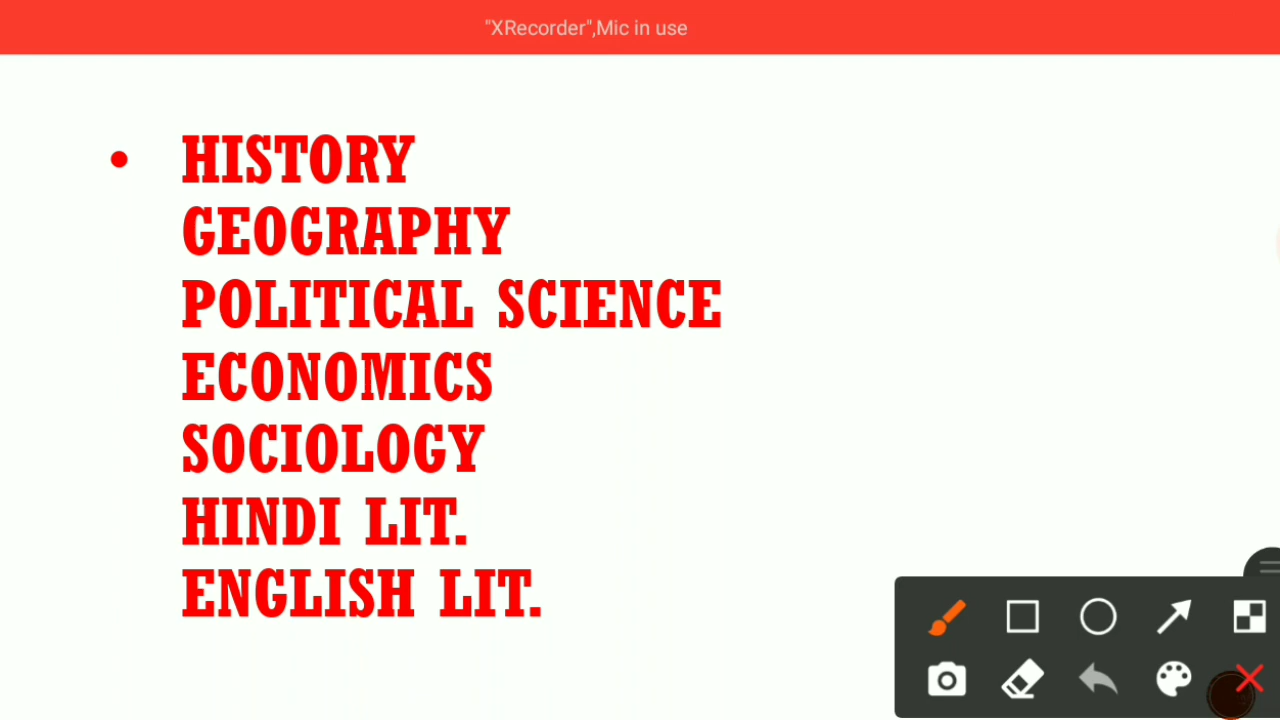 "XRecorder",Mic in use
• HISTORY
GEOGRAPHY
POLITICAL SCIENCE
ECONOMICS
SOCIOLOGY
HINDI LIT.
ENGLISH LIT.